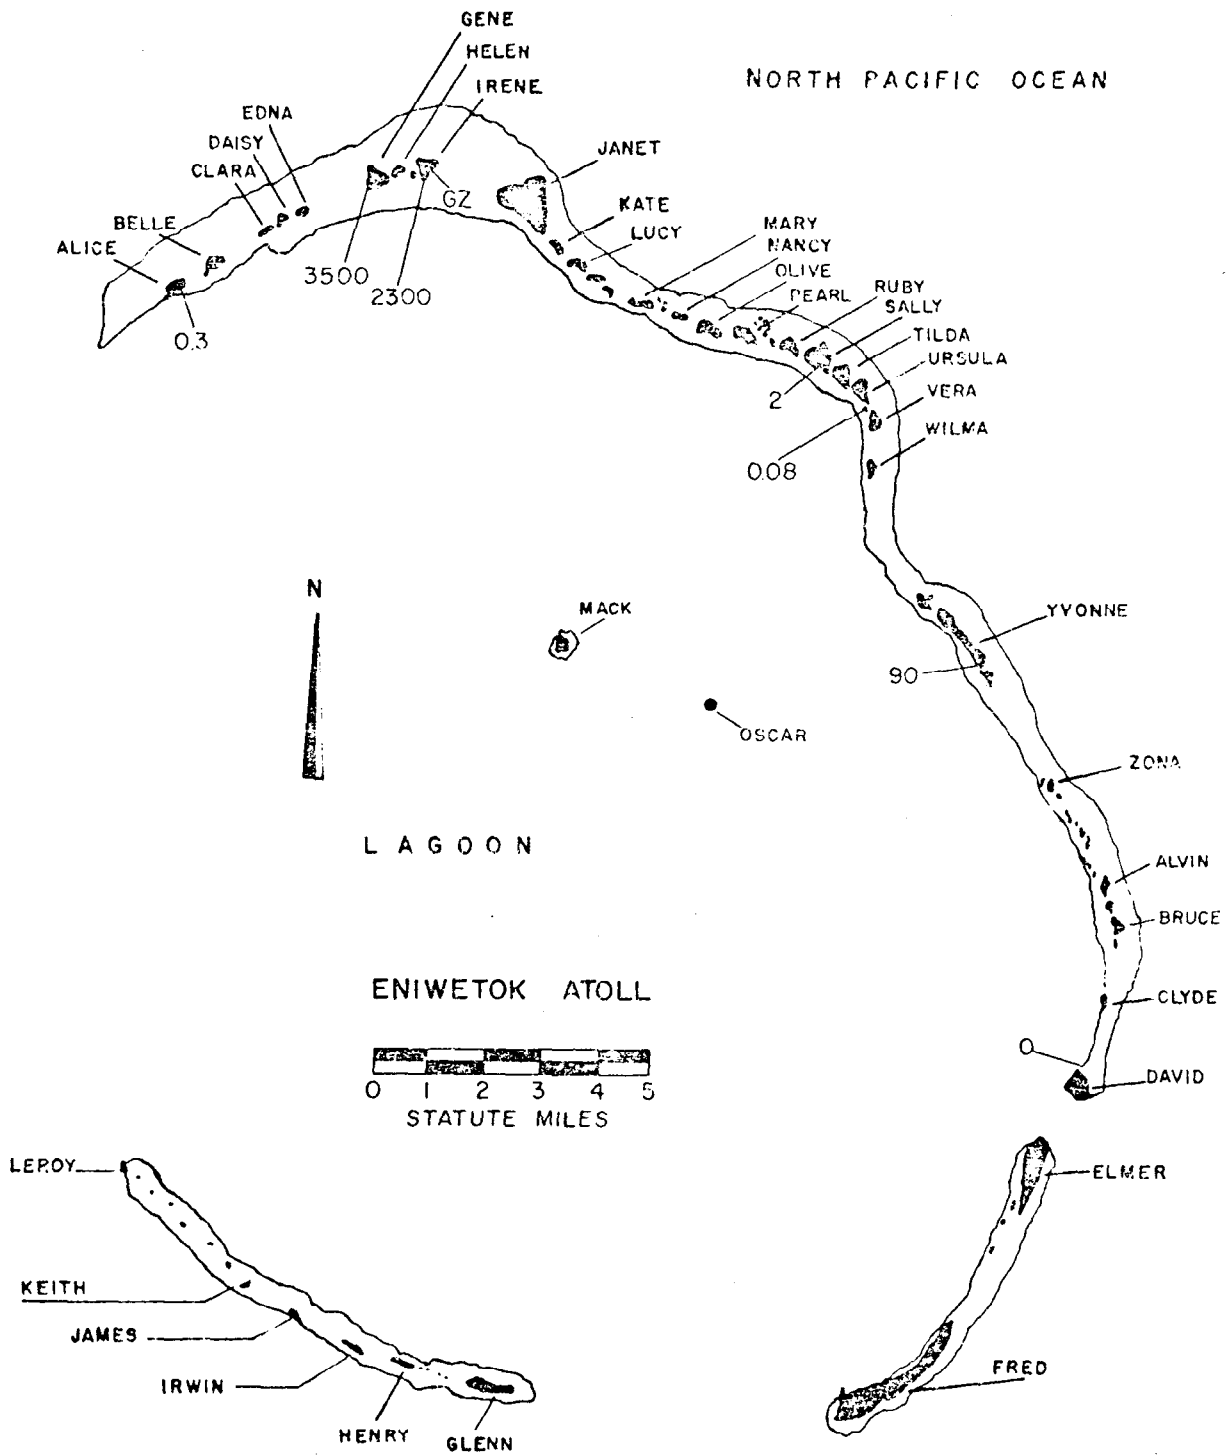 GENE
HELEN
NORTH PACIFIC OCEAN
IRENE
EDNA
DAISY
CLARA
JANET
GZ
KATE
BELLE
MARY
LUCY
NANCY
ALICE
OLIVE
3500
RUBY
PEARL
2300
SALLY
0.3
TILDA
URSULA
2
VERA
WILMA
0.08
N
MACK
YVONNE
90
OSCAR
ZONA
LAGOON
ALVIN
BRUCE
ENIWETOK ATOLL
CLYDE
0
DAVID
0 1 2 3 4 5
STATUTE MILES
LEROY
ELMER
KEITH
JAMES
FRED
IRWIN
HENRY
GLENN